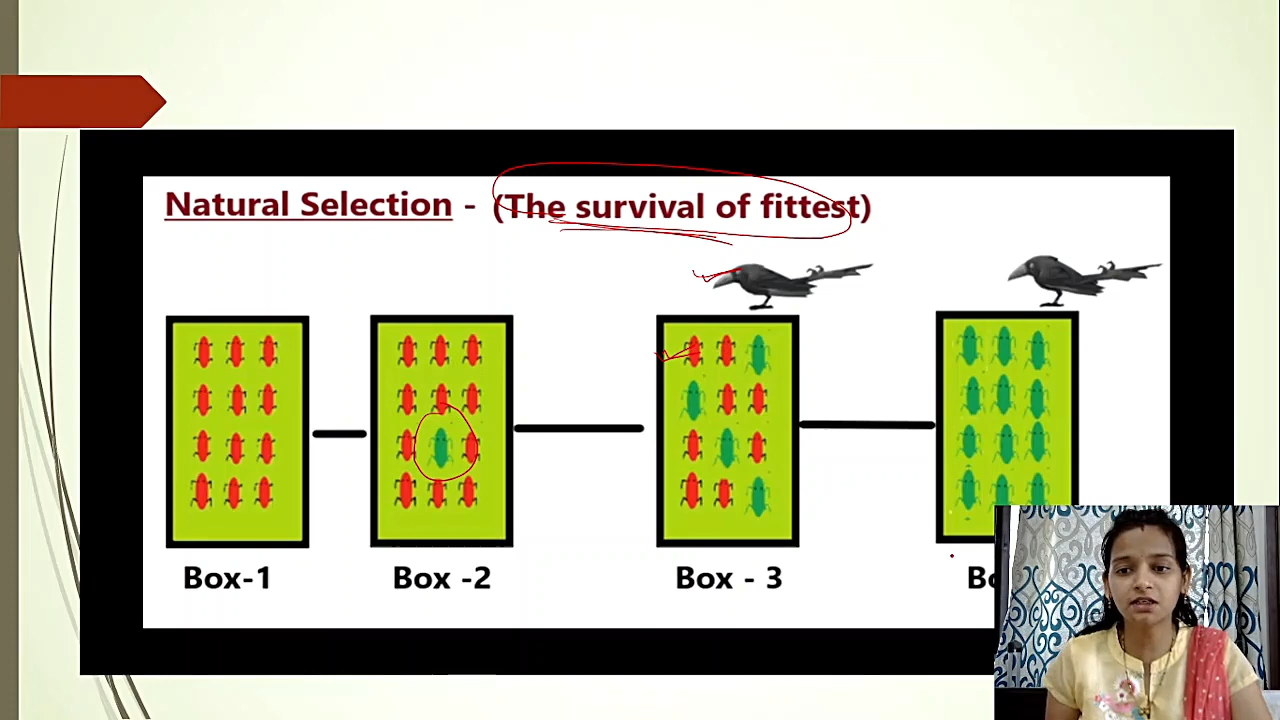 Natural Selection - (The survival of fittest)
Box-1
Box -2
Box - 3